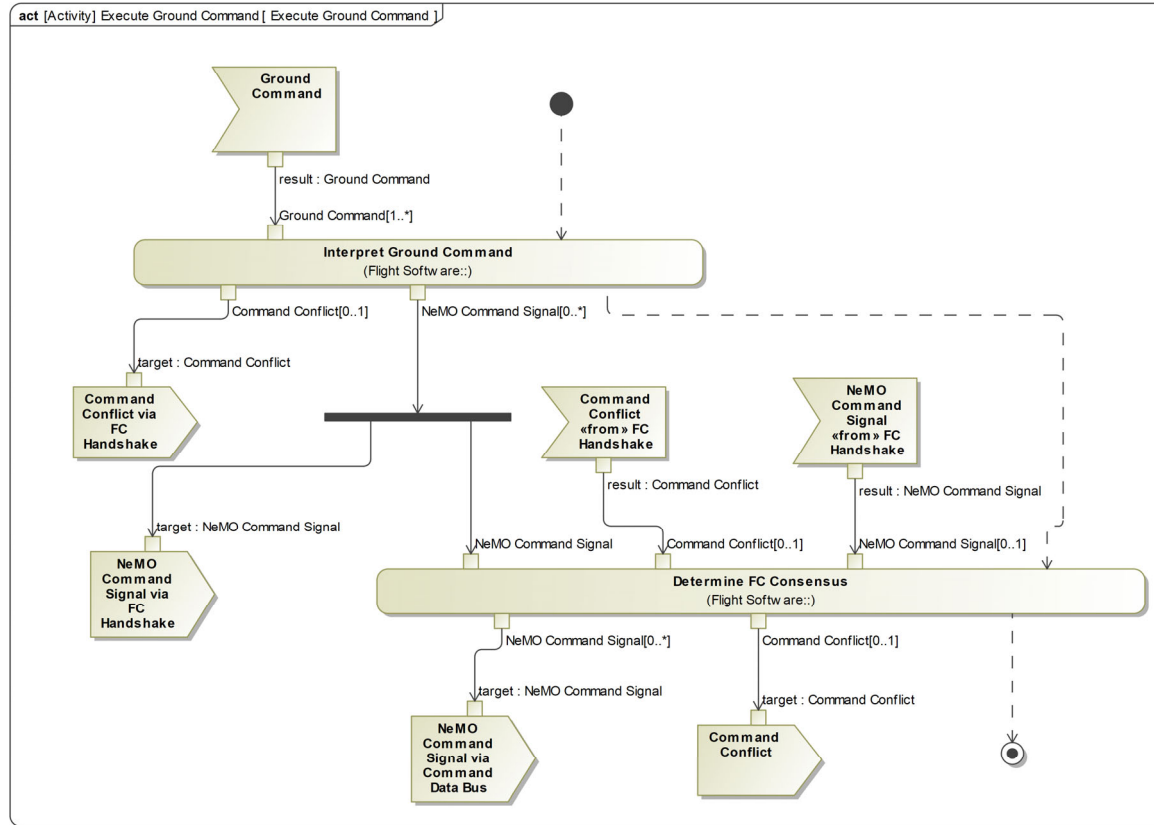 act [Activity] Execute Ground Command [ Execute Ground Command ]
Ground
Command
result : Ground Command
Ground Command[1..*]
Interpret Ground Command
(Flight Software::)
Command Conflict[0..1]
NeMO Command Signal[0..*]
target : Command Conflict
Command
Conflict via
FC
Handshake
Command
Conflict
«from» FC
Handshake
NeMO
Command
Signal
«from» FC
Handshake
result : Command Conflict
result : NeMO Command Signal
target : NeMO Command Signal
NeMO Command Signal
Command Conflict[0..1]
NeMO Command Signal[0..1]
NeMO
Command
Signal via
FC
Handshake
Determine FC Consensus
(Flight Software::)
NeMO Command Signal[0..*]
Command Conflict[0..1]
target : NeMO Command Signal
target : Command Conflict
NeMO
Command
Signal via
Command
Data Bus
Command
Conflict